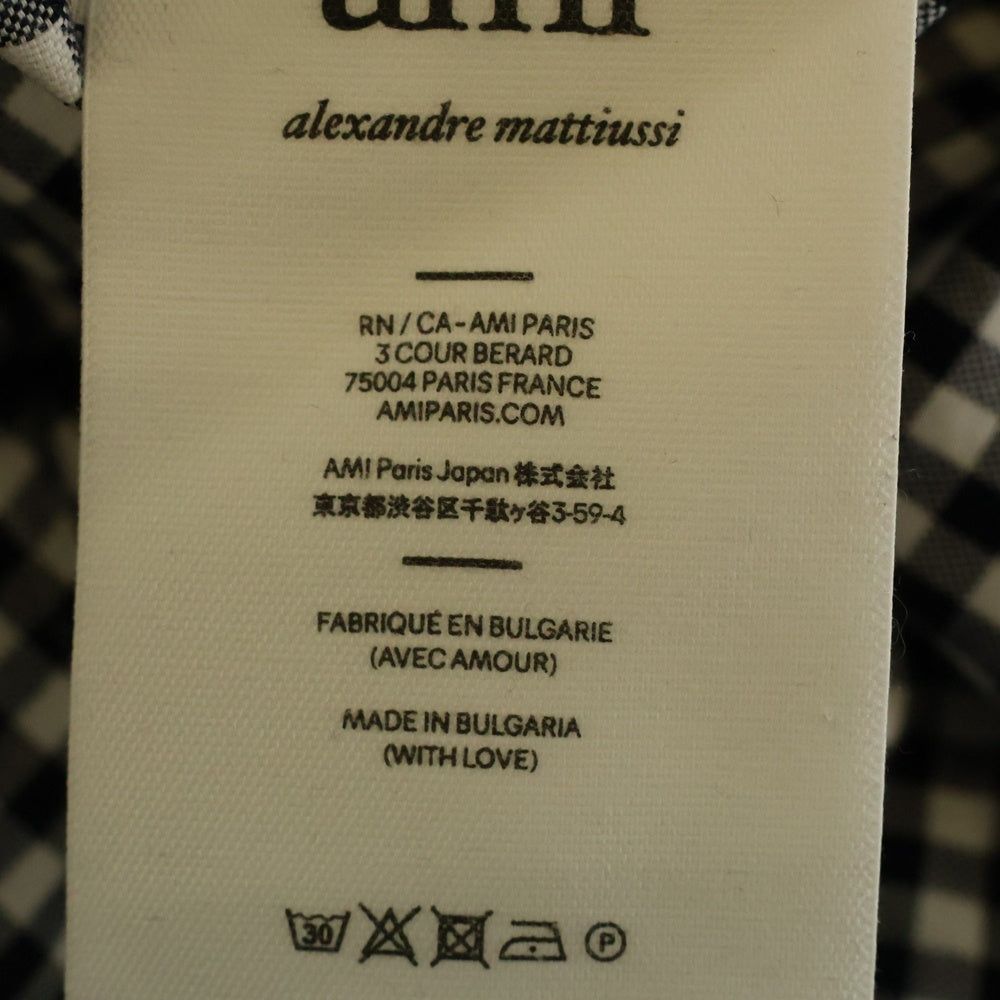 ami
alexandre mattiussi
RN / CA - AMI PARIS
3 COUR BERARD
75004 PARIS FRANCE
AMIPARIS.COM
AMI Paris Japan 株式会社
東京都渋谷区千駄ヶ谷3-59-4
FABRIQUÉ EN BULGARIE
(AVEC AMOUR)
MADE IN BULGARIA
(WITH LOVE)
30 P